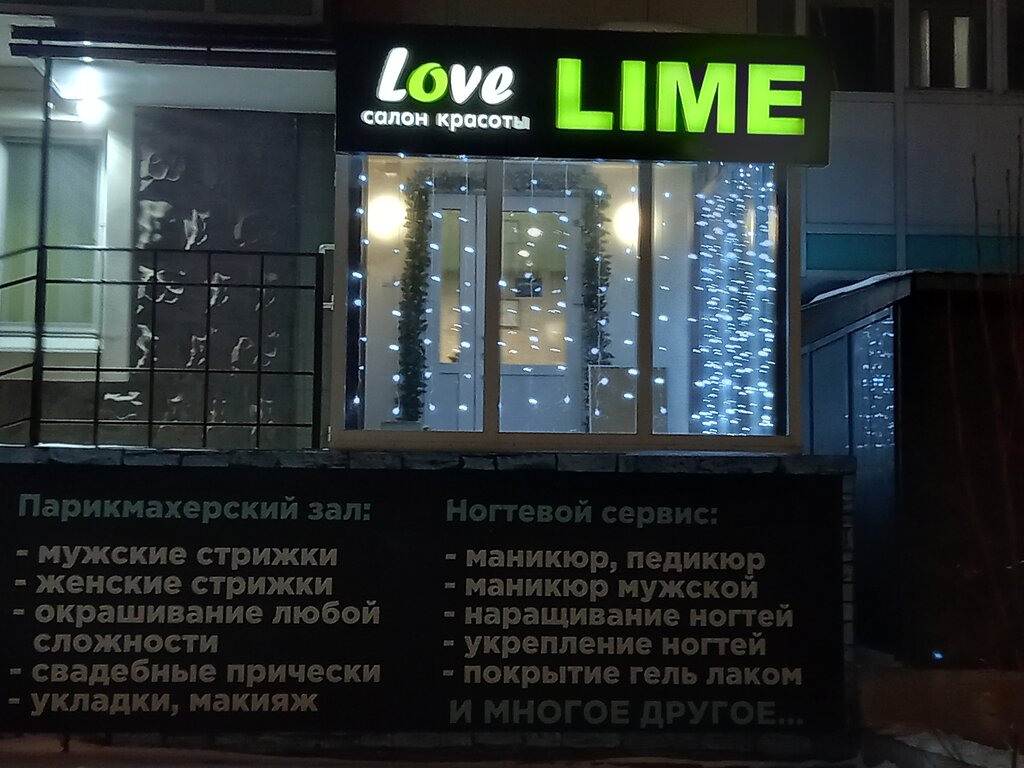 Love LIME
салон красоты
Парикмахерский зал:
- мужские стрижки
- женские стрижки
- окрашивание любой
сложности
- свадебные прически
- укладки, макияж
Ногтевой сервис:
- маникюр, педикюр
- маникюр мужской
- наращивание ногтей
- укрепление ногтей
- покрытие гель лаком
И МНОГОЕ ДРУГОЕ...